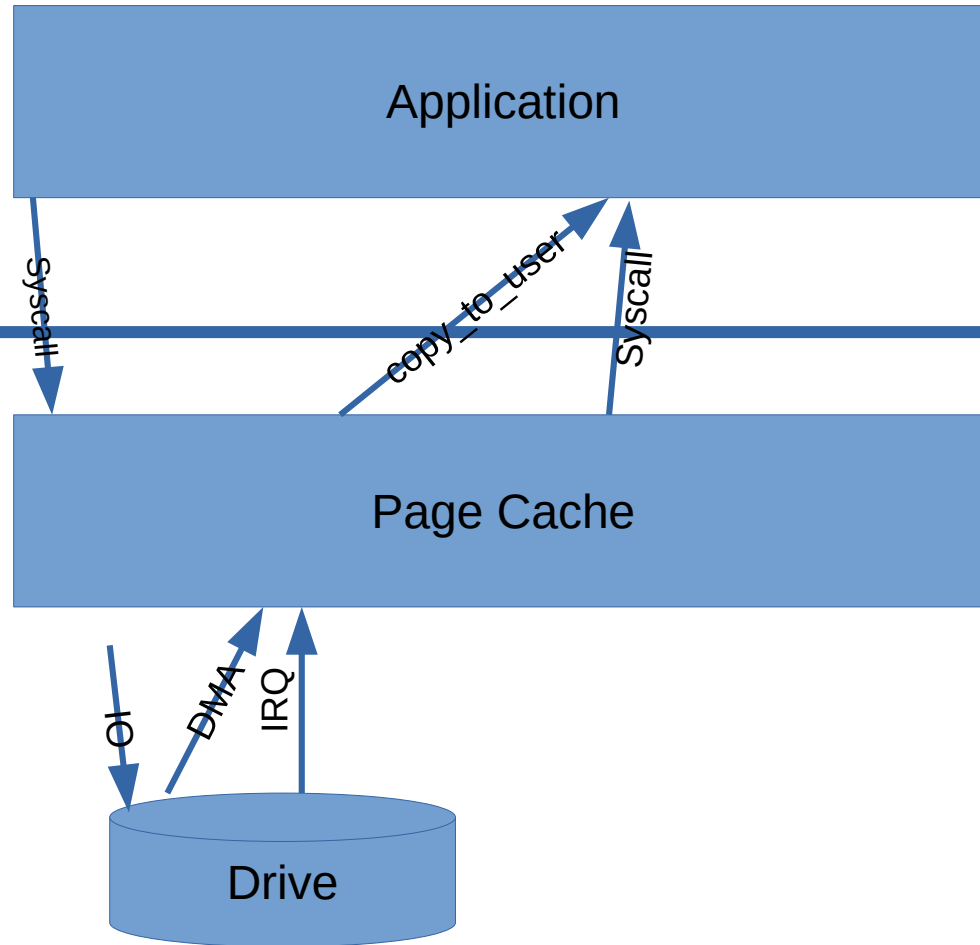 Application
Syscall
copy_to_user
Syscall
Page Cache
IO
DMA
IRQ
Drive